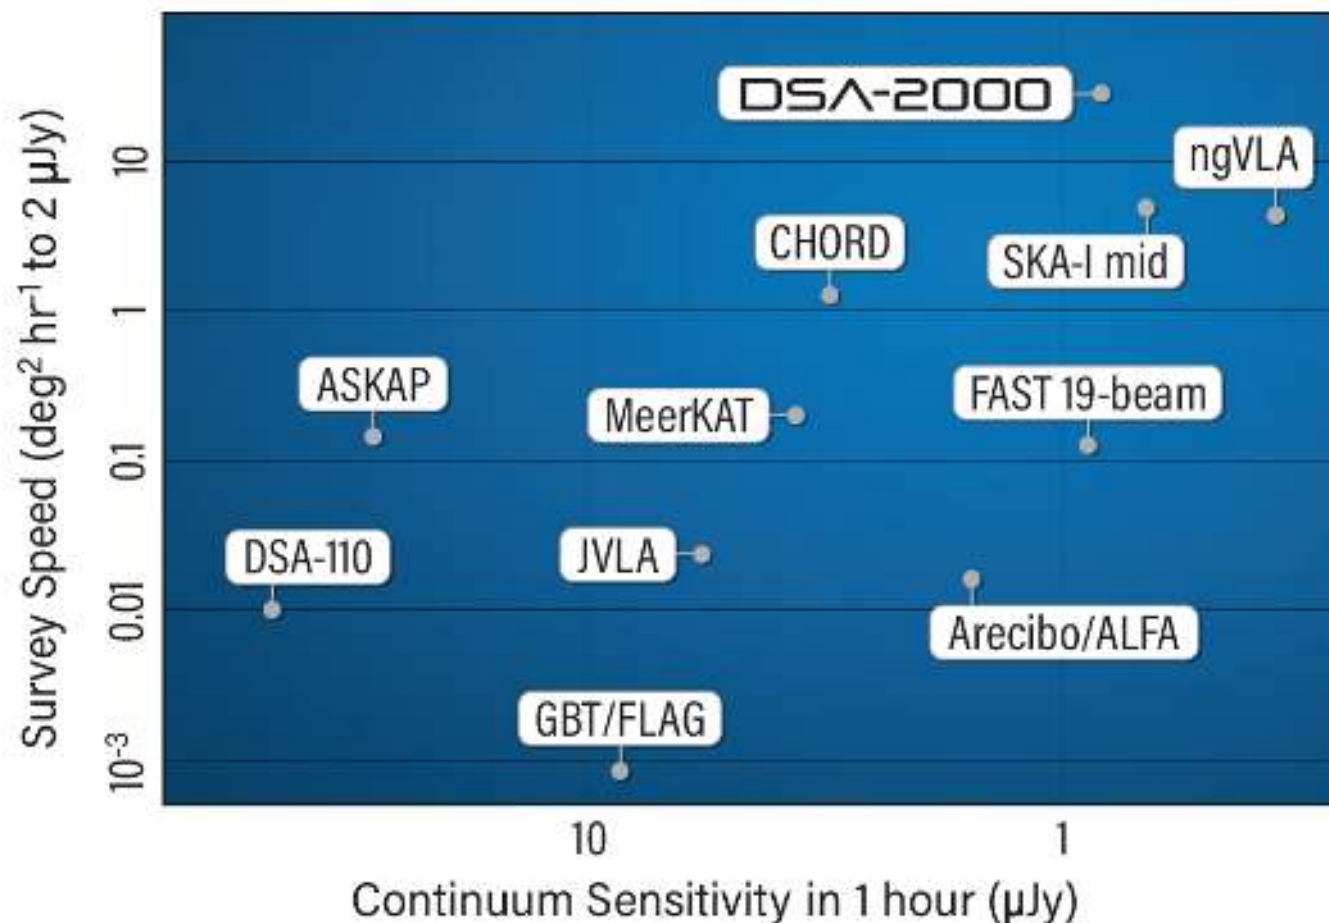 Survey Speed (deg² hr⁻¹ to 2 μJy)
10
1
0.1
0.01
10⁻³
DSA-2000
ngVLA
CHORD
SKA-I mid
ASKAP
MeerKAT
FAST 19-beam
DSA-110
JVLA
Arecibo/ALFA
GBT/FLAG
10
1
Continuum Sensitivity in 1 hour (μJy)